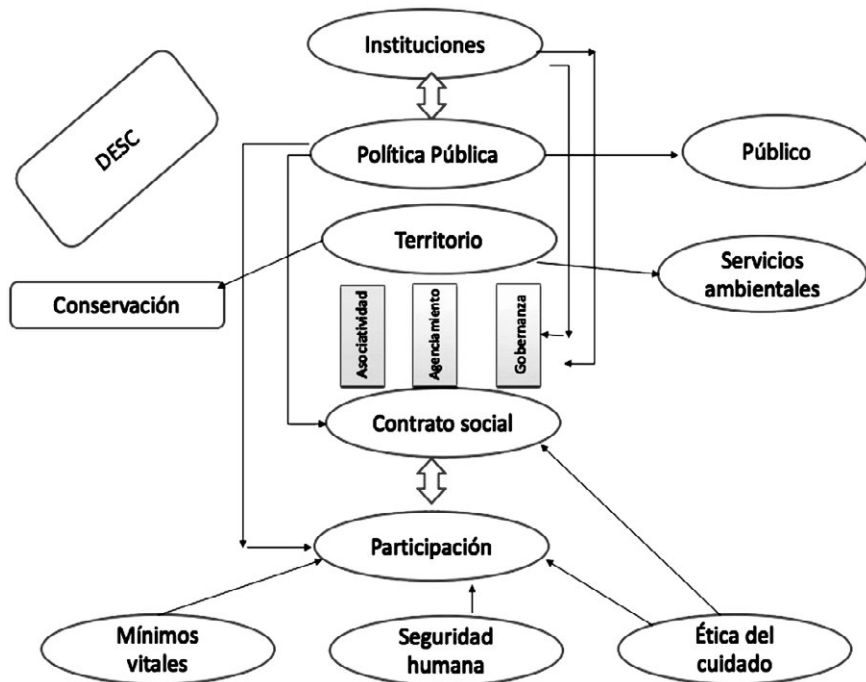 Instituciones
DESC
Política Pública
Público
Territorio
Servicios
ambientales
Conservación
Asociatividad
Agenciamiento
Gobernanza
Contrato social
Participación
Mínimos
vitales
Seguridad
humana
Ética del
cuidado